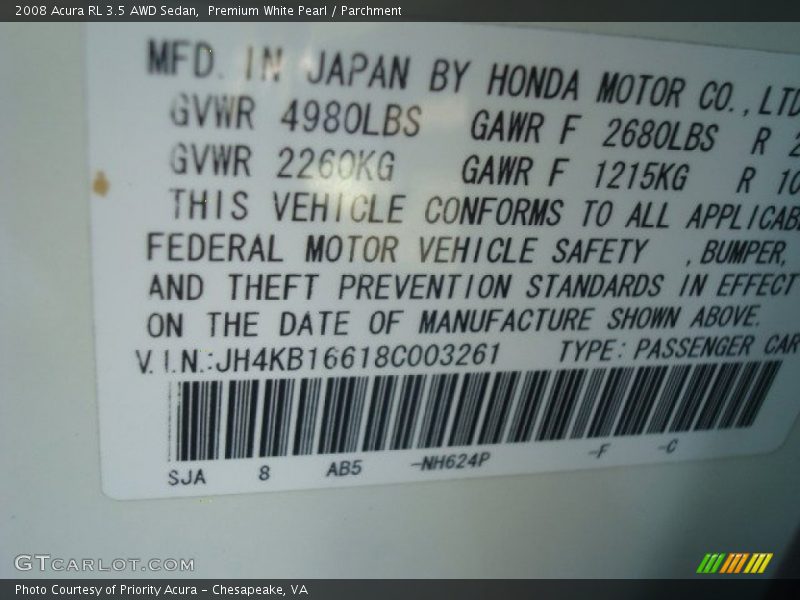 2008 Acura RL 3.5 AWD Sedan, Premium White Pearl / Parchment
MFD. IN JAPAN BY HONDA MOTOR CO., LTD
GVWR 4980LBS GAWR F 2680LBS R 2
GVWR 2260KG GAWR F 1215KG R 10
THIS VEHICLE CONFORMS TO ALL APPLICAB
FEDERAL MOTOR VEHICLE SAFETY , BUMPER,
AND THEFT PREVENTION STANDARDS IN EFFECT
ON THE DATE OF MANUFACTURE SHOWN ABOVE.
V.I.N.:JH4KB16618C003261 TYPE: PASSENGER CAR
SJA 8 AB5 -NH624P -F -C
GTCARLOT.COM
Photo Courtesy of Priority Acura - Chesapeake, VA